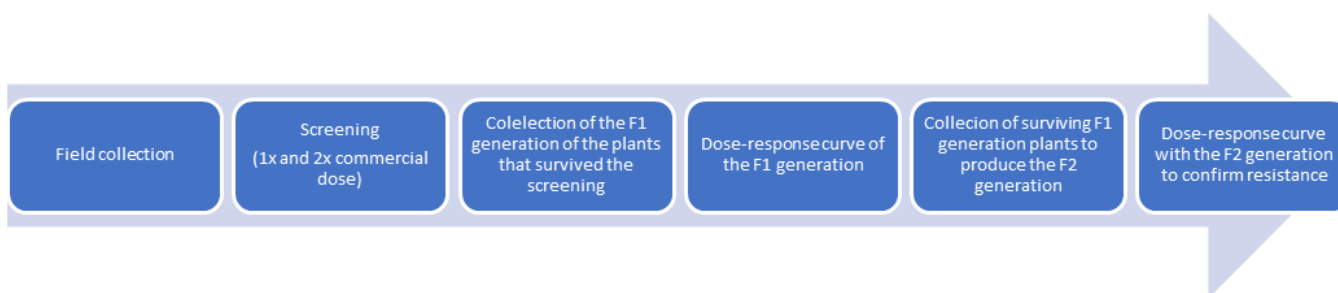 Field collection
Screening
(1x and 2x commercial
dose)
Colelection of the F1
generation of the plants
that survived the
screening
Dose-response curve of
the F1 generation
Collecion of surviving F1
generation plants to
produce the F2
generation
Dose-response curve
with the F2 generation
to confirm resistance